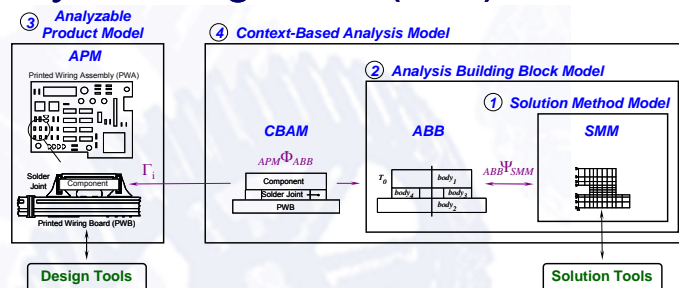 ③ Analyzable
Product Model
APM
Printed Wiring Assembly (PWA)
Solder
Joint
Component
Printed Wiring Board (PWB)
Design Tools
Γi
④ Context-Based Analysis Model
CBAM
APMΦABB
Component
Solder Joint
PWB
② Analysis Building Block Model
ABB
T0
body1
body4
body3
body2
ABBΨSMM
① Solution Method Model
SMM
Solution Tools